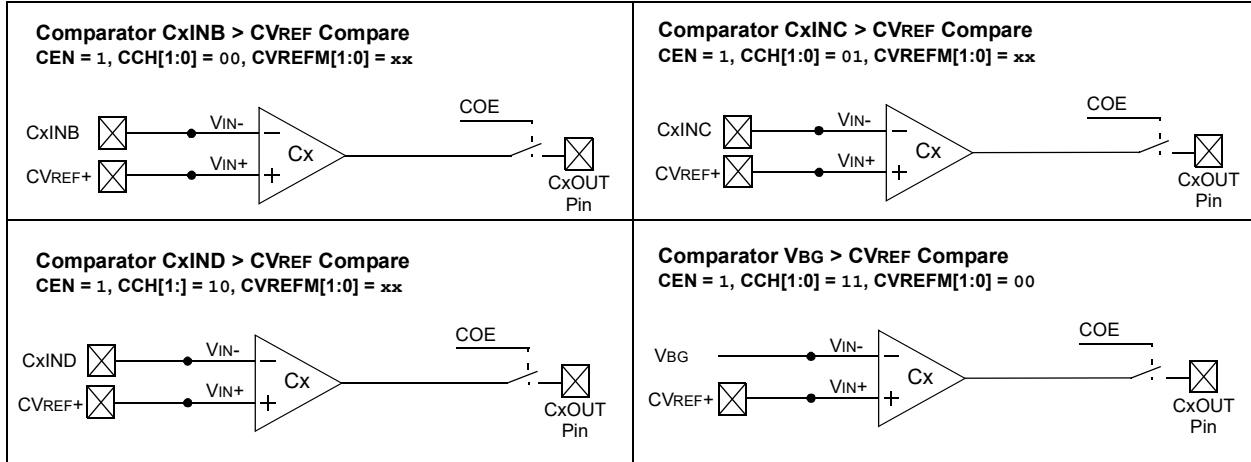 Comparator CxINB > CVREF Compare
CEN = 1, CCH[1:0] = 00, CVREFM[1:0] = xx
COE
CxINB
VIN-
Cx
CVREF+
VIN+
CxOUT
Pin
Comparator CxINC > CVREF Compare
CEN = 1, CCH[1:0] = 01, CVREFM[1:0] = xx
COE
CxINC
VIN-
Cx
CVREF+
VIN+
CxOUT
Pin
Comparator CxIND > CVREF Compare
CEN = 1, CCH[1:] = 10, CVREFM[1:0] = xx
COE
CxIND
VIN-
Cx
CVREF+
VIN+
CxOUT
Pin
Comparator VBG > CVREF Compare
CEN = 1, CCH[1:0] = 11, CVREFM[1:0] = 00
COE
VBG
VIN-
Cx
CVREF+
VIN+
CxOUT
Pin